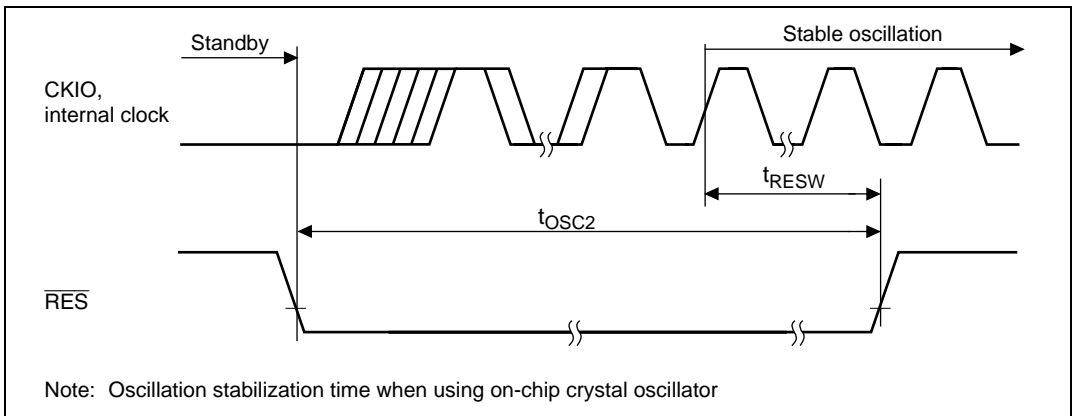 Standby
Stable oscillation
CKIO,
internal clock
tRESW
tOSC2
RES
Note: Oscillation stabilization time when using on-chip crystal oscillator